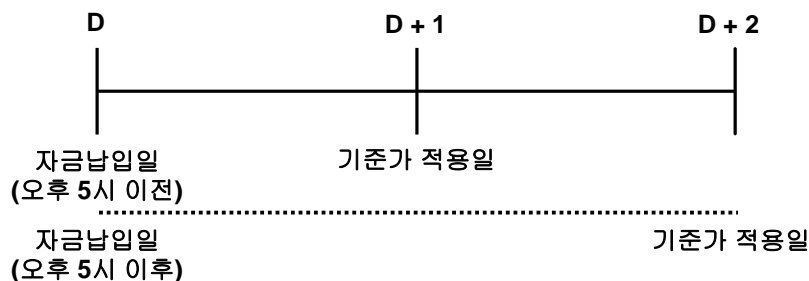 D D + 1 D + 2
자금납입일 기준가 적용일
(오후 5시 이전)
자금납입일 기준가 적용일
(오후 5시 이후)